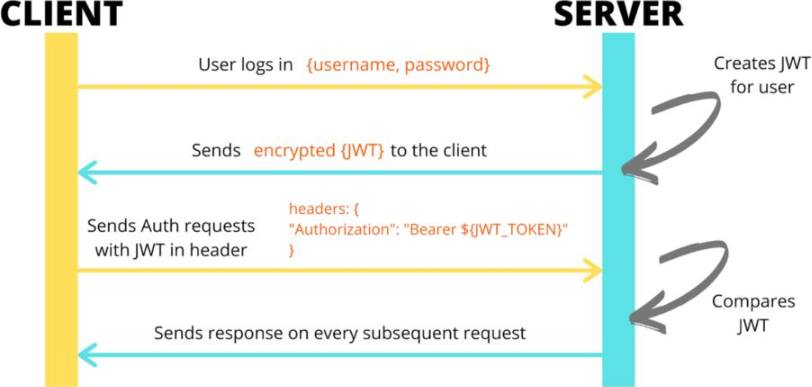 CLIENT
SERVER
User logs in {username, password}
Creates JWT
for user
Sends encrypted {JWT} to the client
Sends Auth requests
with JWT in header
headers: {
"Authorization": "Bearer ${JWT_TOKEN}"
}
Compares
JWT
Sends response on every subsequent request